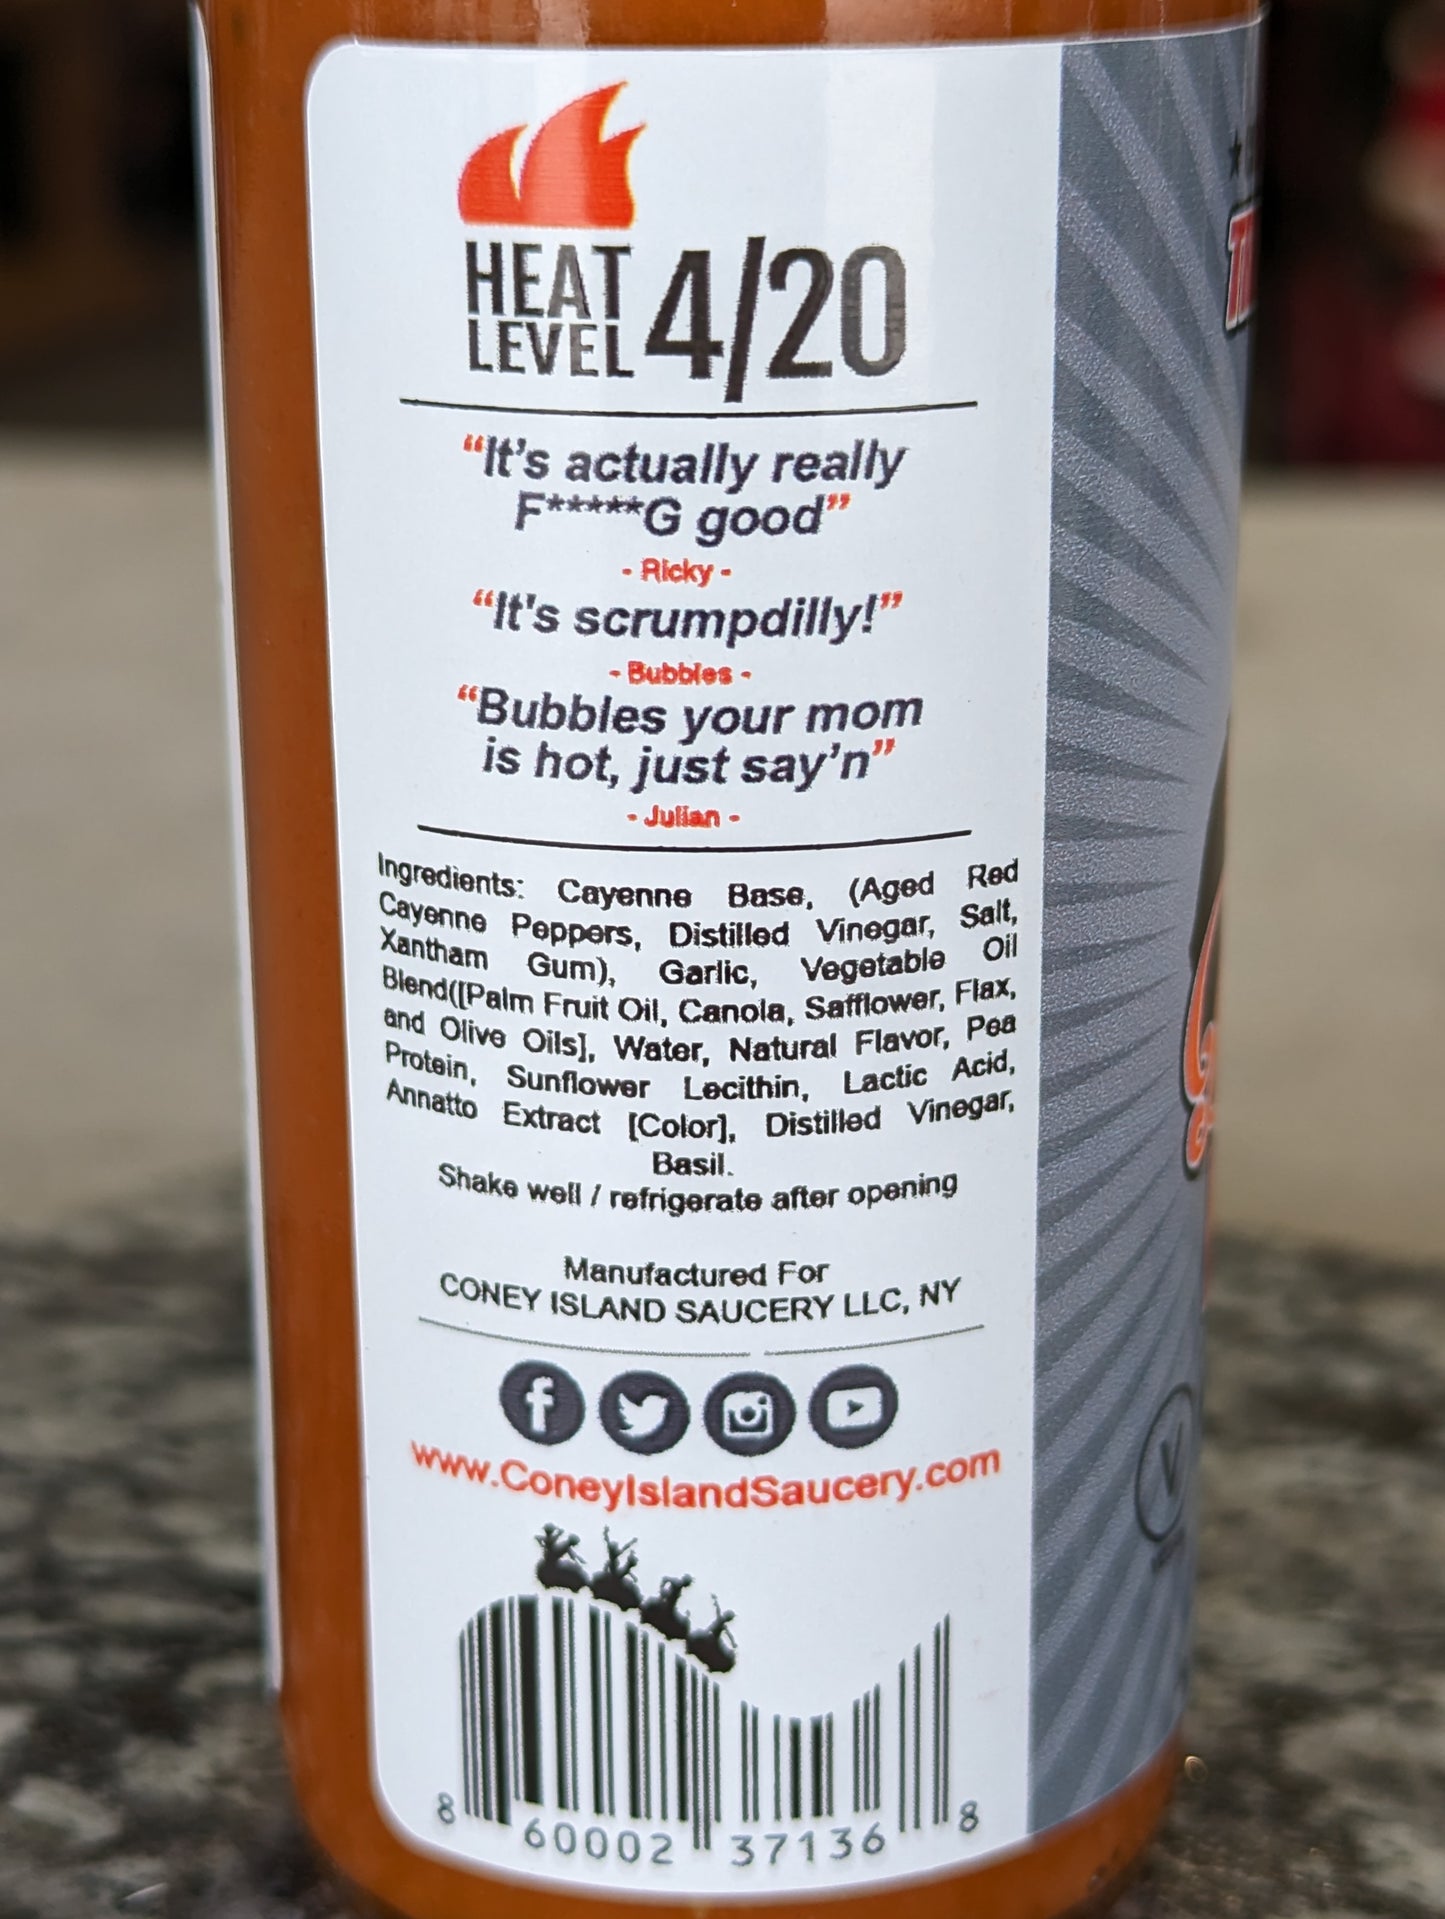 HEAT
LEVEL 4/20
“It’s actually really
F*****G good”
- Ricky -
“It's scrumpdilly!”
- Bubbles -
“Bubbles your mom
is hot, just say’n”
- Julian -
Ingredients: Cayenne Base, (Aged Red
Cayenne Peppers, Distilled Vinegar, Salt,
Xantham Gum), Garlic, Vegetable Oil
Blend([Palm Fruit Oil, Canola, Safflower, Flax,
and Olive Oils], Water, Natural Flavor, Pea
Protein, Sunflower Lecithin, Lactic Acid,
Annatto Extract [Color], Distilled Vinegar,
Basil.
Shake well / refrigerate after opening
Manufactured For
CONEY ISLAND SAUCERY LLC, NY
www.ConeyIslandSaucery.com
8 60002 37136 8
V